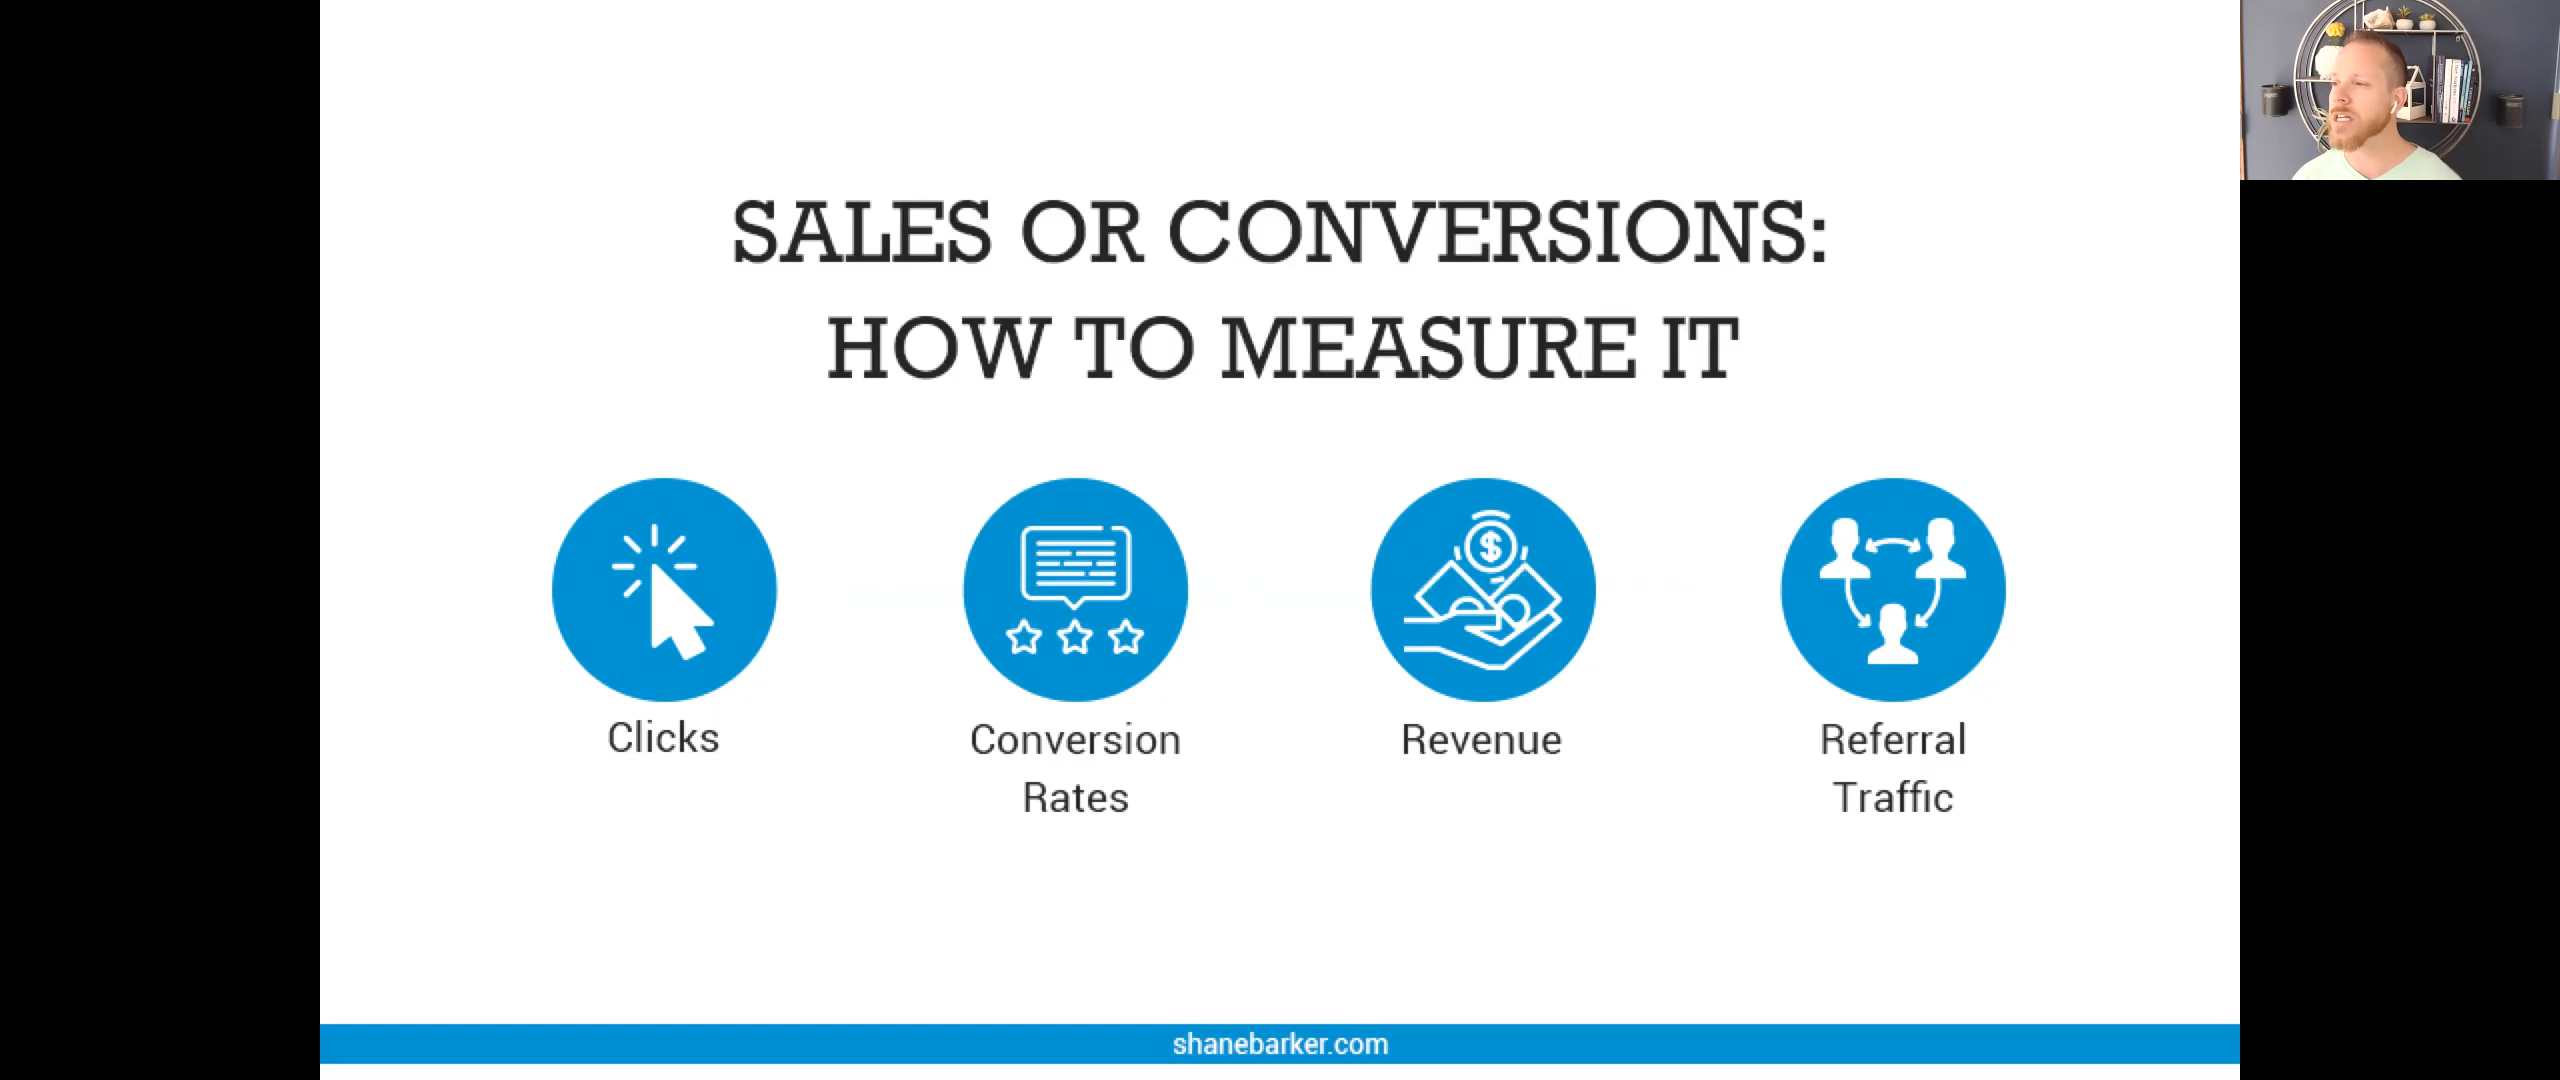 SALES OR CONVERSIONS:
HOW TO MEASURE IT
$
Clicks
Conversion
Rates
Revenue
Referral
Traffic
shanebarker.com